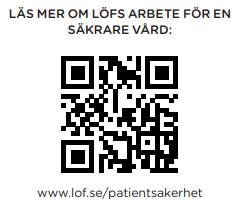 LÄS MER OM LÖFS ARBETE FÖR EN
SÄKRARE VÅRD:
www.lof.se/patientsakerhet